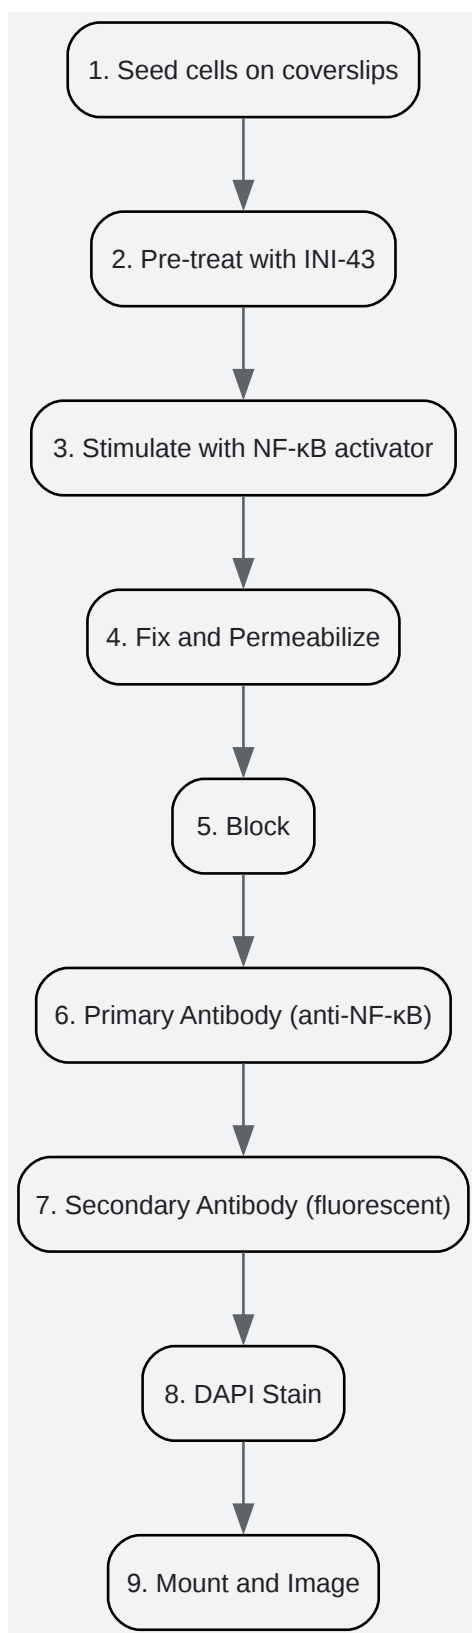 1. Seed cells on coverslips
2. Pre-treat with INI-43
3. Stimulate with NF-κB activator
4. Fix and Permeabilize
5. Block
6. Primary Antibody (anti-NF-κB)
7. Secondary Antibody (fluorescent)
8. DAPI Stain
9. Mount and Image